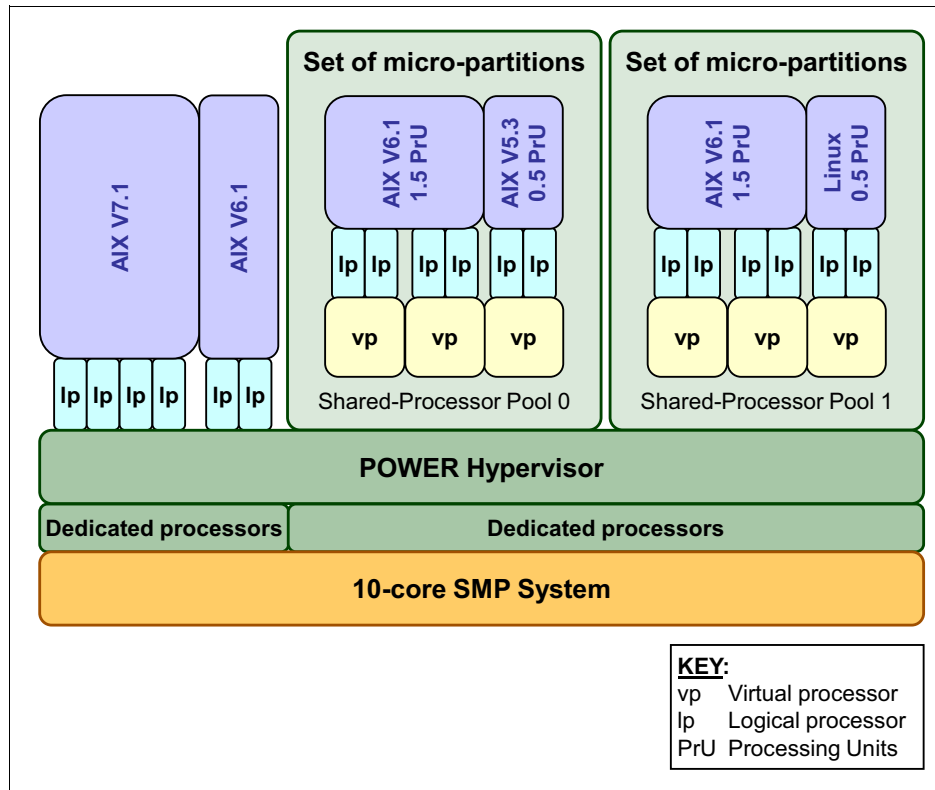 Set of micro-partitions
Set of micro-partitions
AIX V7.1
AIX V6.1
AIX V6.1
1.5 PrU
AIX V5.3
0.5 PrU
AIX V6.1
1.5 PrU
Linux
0.5 PrU
lp lp lp lp lp lp
lp lp lp lp lp lp
vp vp vp
vp vp vp
lp lp lp lp lp lp
Shared-Processor Pool 0
Shared-Processor Pool 1
POWER Hypervisor
Dedicated processors
Dedicated processors
10-core SMP System
KEY:
vp Virtual processor
lp Logical processor
PrU Processing Units